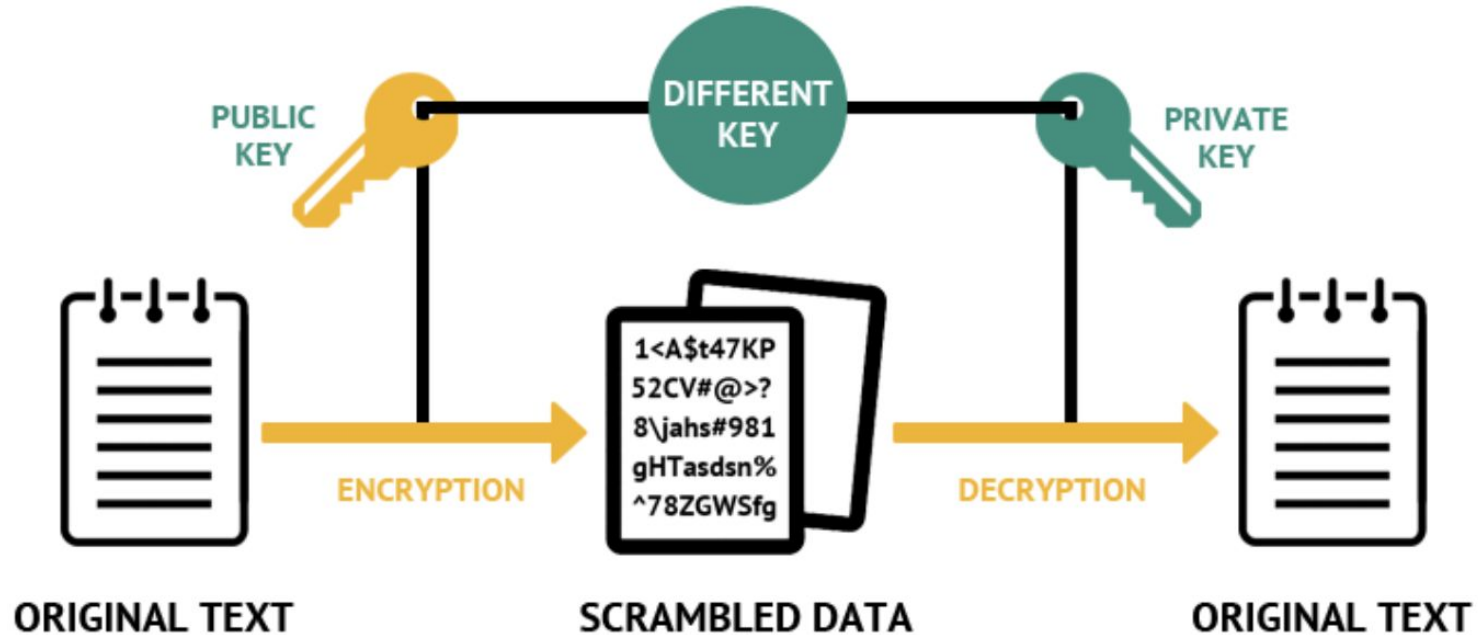 DIFFERENT
KEY
PUBLIC
KEY
PRIVATE
KEY
1<A$t47KP
52CV#@>?
8\jahs#981
gHTasdsn%
^78ZGWSfg
ENCRYPTION
DECRYPTION
ORIGINAL TEXT
SCRAMBLED DATA
ORIGINAL TEXT